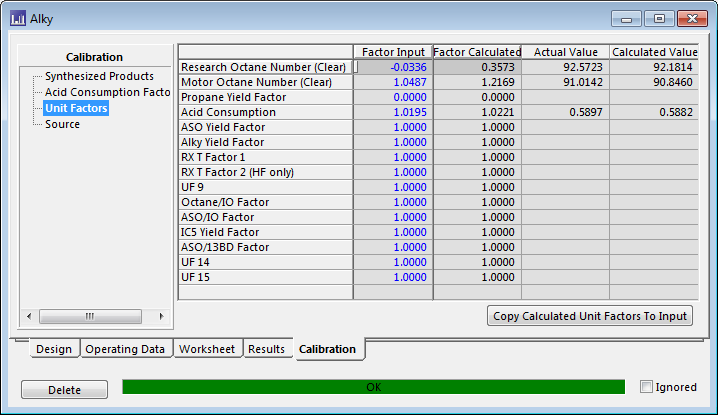 Alky
Calibration
Synthesized Products
Acid Consumption Facto
Unit Factors
Source
Factor Input Factor Calculated Actual Value Calculated Value
Research Octane Number (Clear) -0.0336 0.3573 92.5723 92.1814
Motor Octane Number (Clear) 1.0487 1.2169 91.0142 90.8460
Propane Yield Factor 0.0000 0.0000
Acid Consumption 1.0195 1.0221 0.5897 0.5882
ASO Yield Factor 1.0000 1.0000
Alky Yield Factor 1.0000 1.0000
RX T Factor 1 1.0000 1.0000
RX T Factor 2 (HF only) 1.0000 1.0000
UF 9 1.0000 1.0000
Octane/IO Factor 1.0000 1.0000
ASO/IO Factor 1.0000 1.0000
IC5 Yield Factor 1.0000 1.0000
ASO/13BD Factor 1.0000 1.0000
UF 14 1.0000 1.0000
UF 15 1.0000 1.0000
Copy Calculated Unit Factors To Input
Design Operating Data Worksheet Results Calibration
Delete OK Ignored